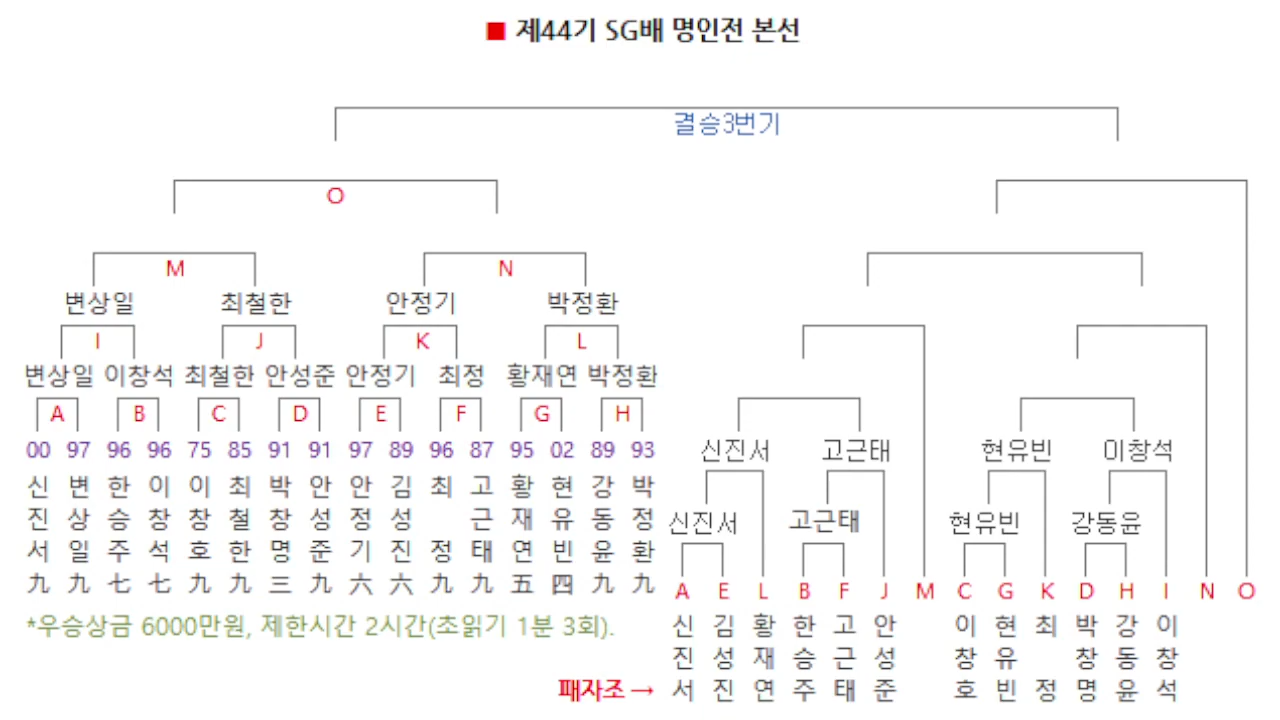 ■ 제44기 SG배 명인전 본선
결승3번기
O
M N
변상일 최철한 안정기 박정환
I J K L
변상일 이창석 최철한 안성준 안정기 최정 황재연 박정환
A B C D E F G H
00 97 96 96 75 85 91 91 97 89 96 87 95 02 89 93
신진서九 변상일九 한승주七 이창석七 이창호九 최철한九 박창명三 안성준九 안정기六 김성진六 최정九 고근태九 황재연五 현유빈四 강동윤九 박정환九
*우승상금 6000만원, 제한시간 2시간(초읽기 1분 3회).
신진서 고근태 현유빈 이창석
신진서 고근태 현유빈 강동윤
A E L B F J M C G K D H I N O
패자조 → 신진서 김성진 황재연 한승주 고근태 안성준 이창호 현유빈 최정 박창명 강동윤 이창석